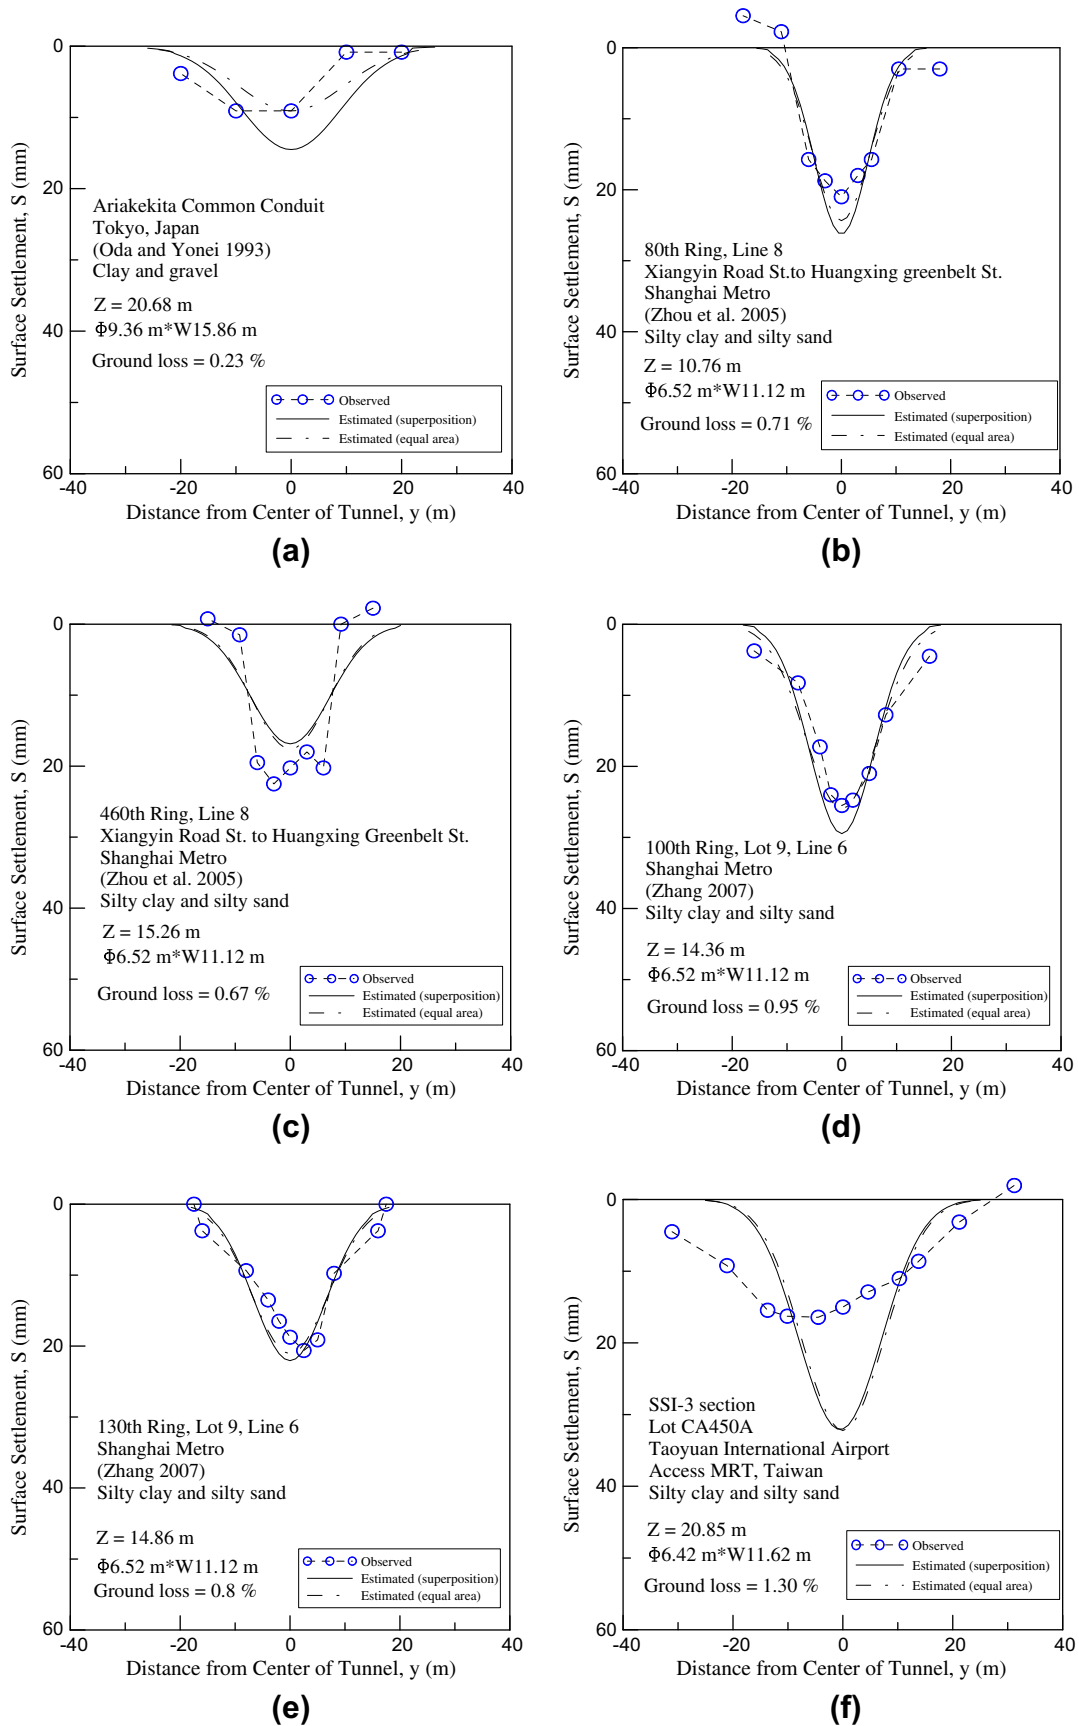 0
20
40
60
-40
-20
0
20
40
Surface Settlement, S (mm)
Distance from Center of Tunnel, y (m)
Ariakekita Common Conduit
Tokyo, Japan
(Oda and Yonei 1993)
Clay and gravel
Z = 20.68 m
Φ9.36 m*W15.86 m
Ground loss = 0.23 %
Observed
Estimated (superposition)
Estimated (equal area)
(a)
0
20
40
60
-40
-20
0
20
40
Surface Settlement, S (mm)
Distance from Center of Tunnel, y (m)
80th Ring, Line 8
Xiangyin Road St.to Huangxing greenbelt St.
Shanghai Metro
(Zhou et al. 2005)
Silty clay and silty sand
Z = 10.76 m
Φ6.52 m*W11.12 m
Ground loss = 0.71 %
Observed
Estimated (superposition)
Estimated (equal area)
(b)
0
20
40
60
-40
-20
0
20
40
Surface Settlement, S (mm)
Distance from Center of Tunnel, y (m)
460th Ring, Line 8
Xiangyin Road St. to Huangxing Greenbelt St.
Shanghai Metro
(Zhou et al. 2005)
Silty clay and silty sand
Z = 15.26 m
Φ6.52 m*W11.12 m
Ground loss = 0.67 %
Observed
Estimated (superposition)
Estimated (equal area)
(c)
0
20
40
60
-40
-20
0
20
40
Surface Settlement, S (mm)
Distance from Center of Tunnel, y (m)
100th Ring, Lot 9, Line 6
Shanghai Metro
(Zhang 2007)
Silty clay and silty sand
Z = 14.36 m
Φ6.52 m*W11.12 m
Ground loss = 0.95 %
Observed
Estimated (superposition)
Estimated (equal area)
(d)
0
20
40
60
-40
-20
0
20
40
Surface Settlement, S (mm)
Distance from Center of Tunnel, y (m)
130th Ring, Lot 9, Line 6
Shanghai Metro
(Zhang 2007)
Silty clay and silty sand
Z = 14.86 m
Φ6.52 m*W11.12 m
Ground loss = 0.8 %
Observed
Estimated (superposition)
Estimated (equal area)
(e)
0
20
40
60
-40
-20
0
20
40
Surface Settlement, S (mm)
Distance from Center of Tunnel, y (m)
SSI-3 section
Lot CA450A
Taoyuan International Airport
Access MRT, Taiwan
Silty clay and silty sand
Z = 20.85 m
Φ6.42 m*W11.62 m
Ground loss = 1.30 %
Observed
Estimated (superposition)
Estimated (equal area)
(f)